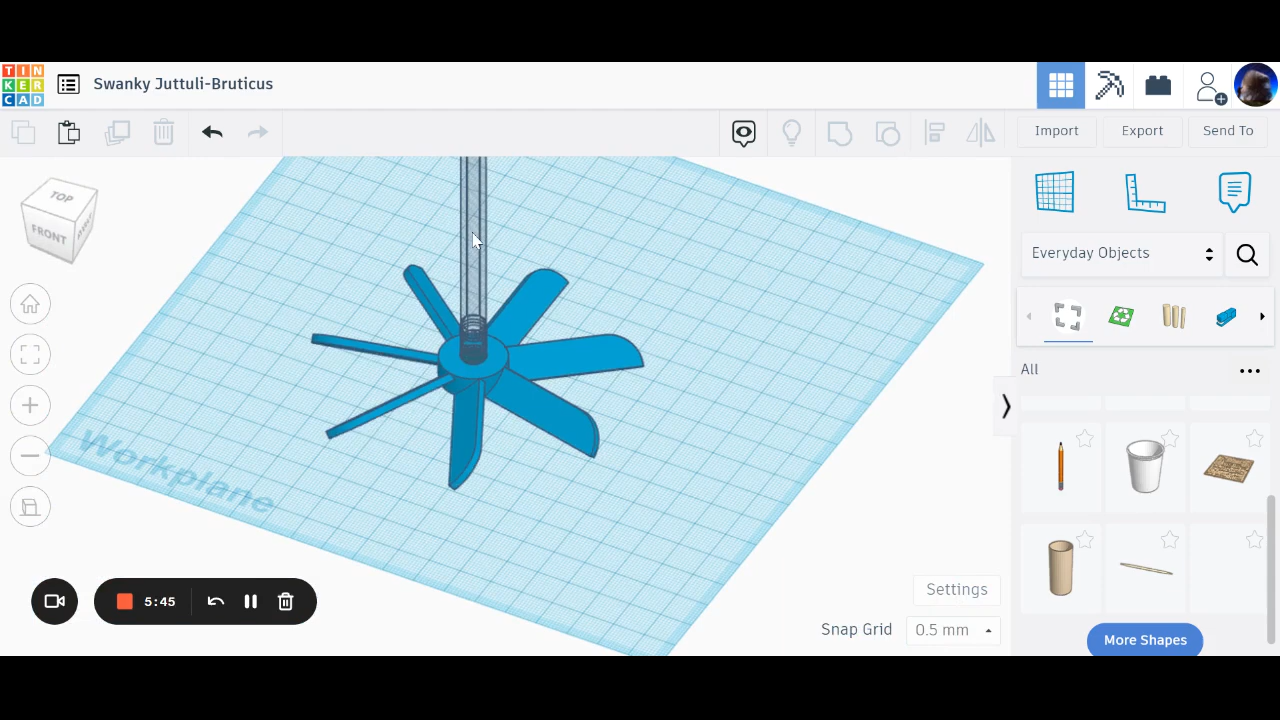 TIN
KER
CAD
Swanky Juttuli-Bruticus
Import
Export
Send To
TOP
FRONT
Everyday Objects
All
Workplane
5:45
Settings
Snap Grid
0.5 mm
More Shapes